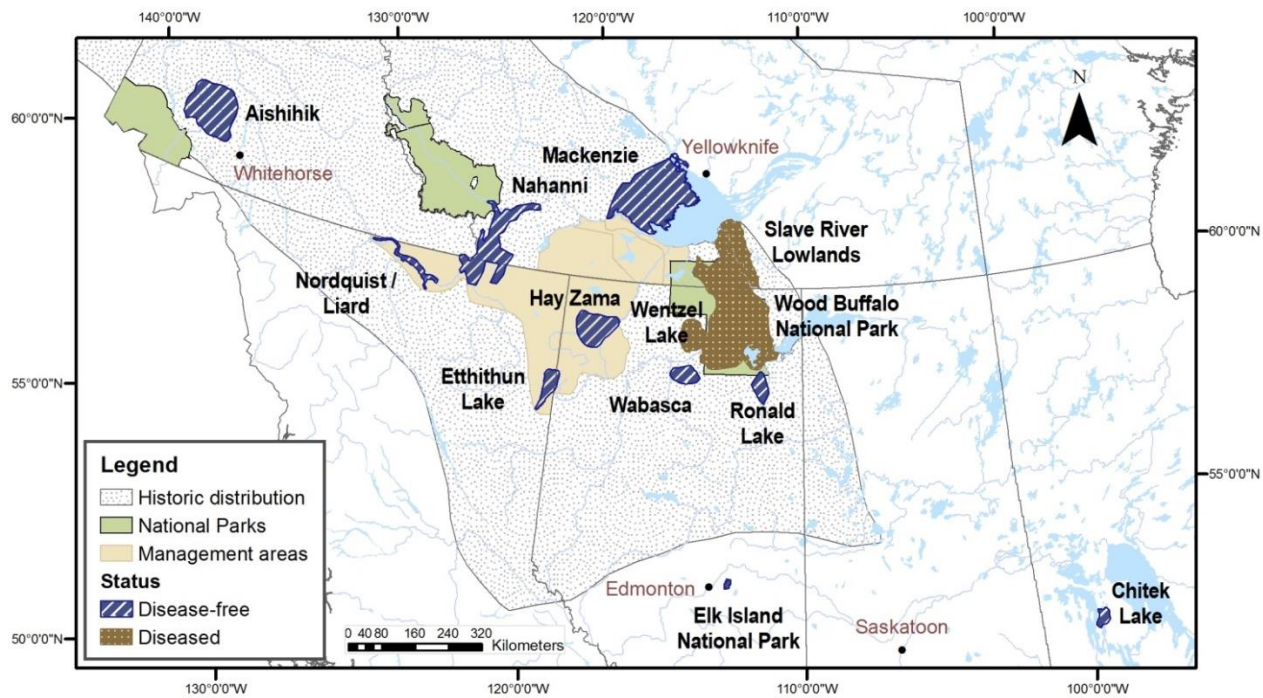 140°0'0"W
130°0'0"W
120°0'0"W
110°0'0"W
100°0'0"W
60°0'0"N
55°0'0"N
50°0'0"N
60°0'0"N
55°0'0"N
130°0'0"W
120°0'0"W
110°0'0"W
100°0'0"W
N
Aishihik
Whitehorse
Mackenzie
Yellowknife
Nahanni
Slave River
Lowlands
Nordquist /
Liard
Hay Zama
Wentzel
Lake
Wood Buffalo
National Park
Etthithun
Lake
Wabasca
Ronald
Lake
Edmonton
Elk Island
National Park
Saskatoon
Chitek
Lake
Legend
Historic distribution
National Parks
Management areas
Status
Disease-free
Diseased
0 40 80 160 240 320
Kilometers